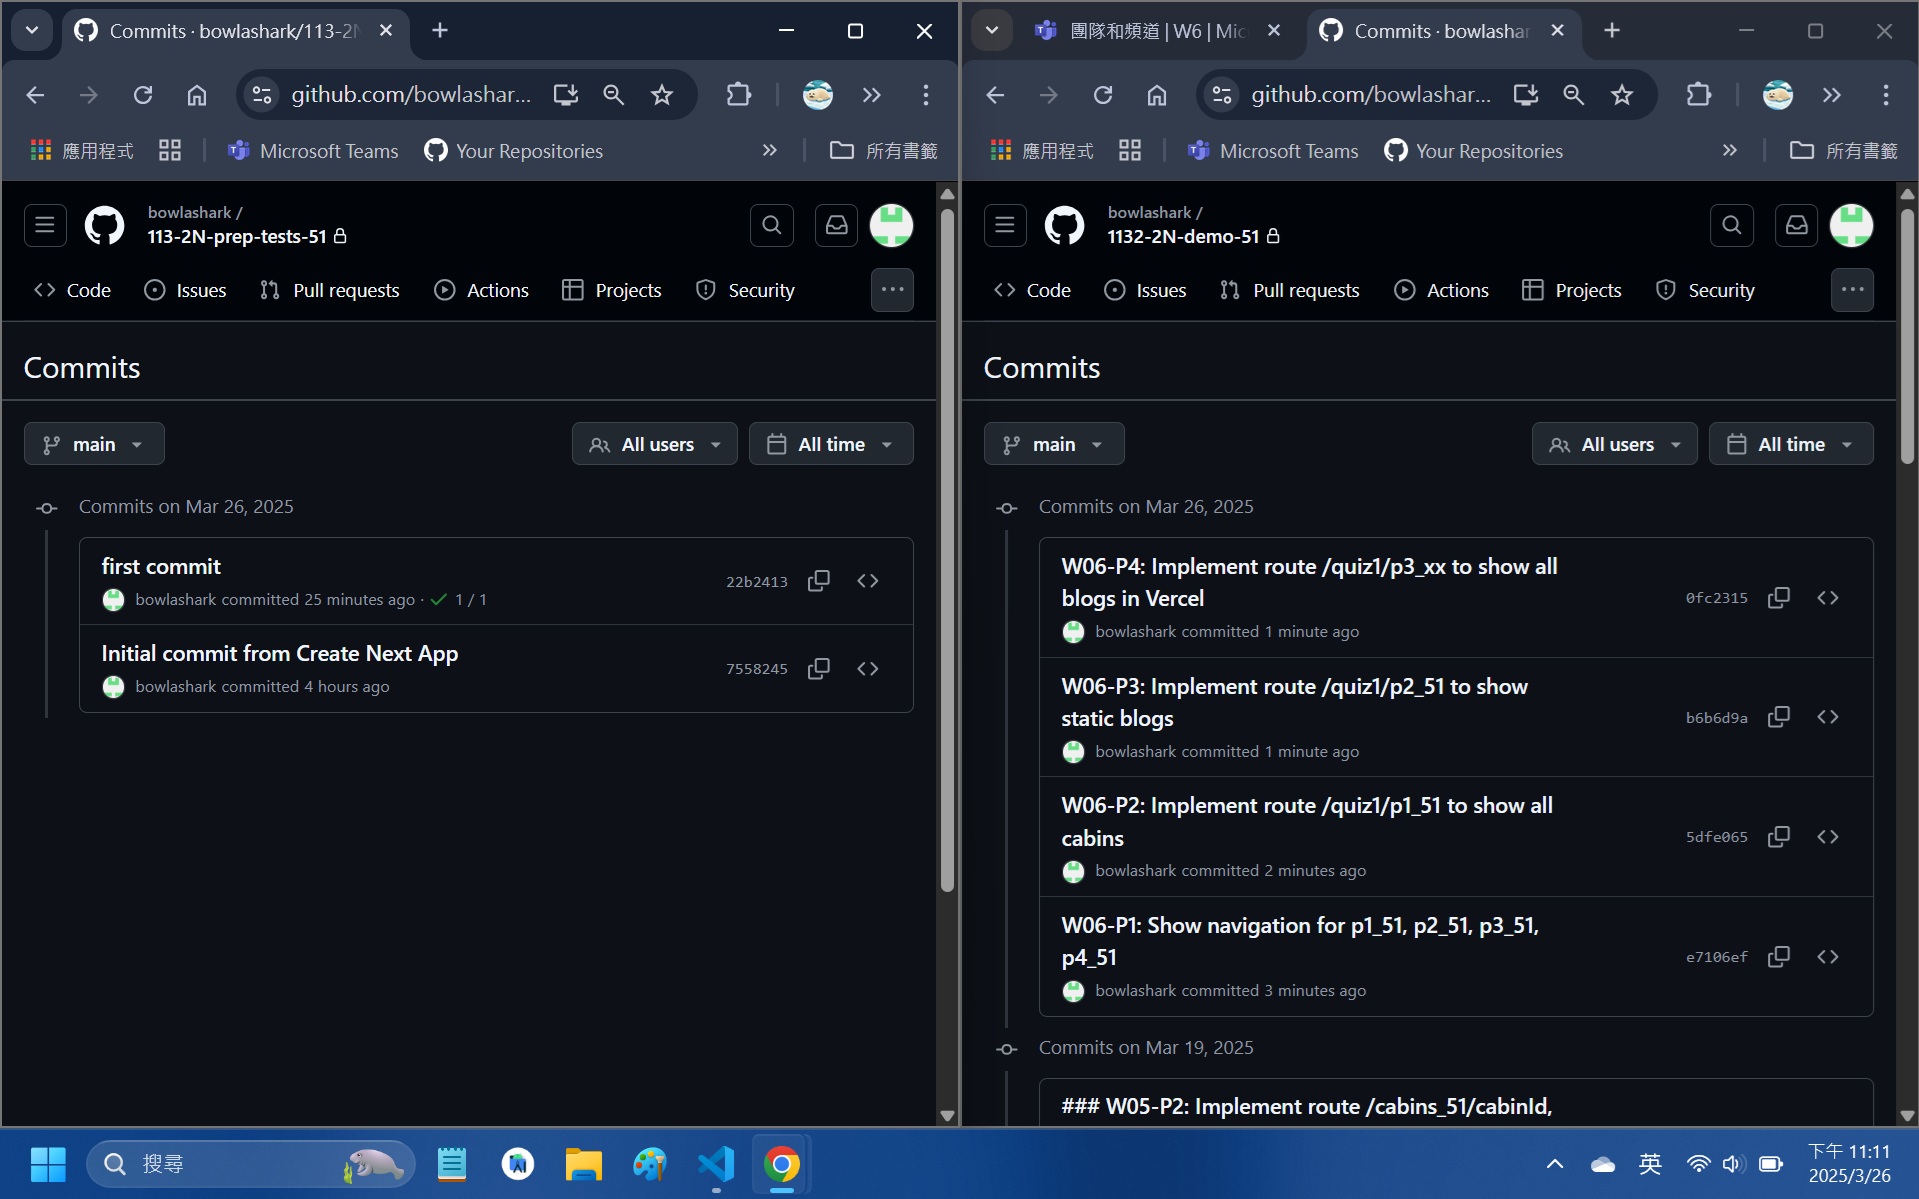 Commits · bowlashark/113-2N
github.com/bowlashar...
應用程式
Microsoft Teams
Your Repositories
所有書籤
bowlashark /
113-2N-prep-tests-51
Code
Issues
Pull requests
Actions
Projects
Security
Commits
main
All users
All time
Commits on Mar 26, 2025
first commit
bowlashark committed 25 minutes ago · 1 / 1
22b2413
Initial commit from Create Next App
bowlashark committed 4 hours ago
7558245
團隊和頻道 | W6 | Mic
Commits · bowlashar
github.com/bowlashar...
應用程式
Microsoft Teams
Your Repositories
所有書籤
bowlashark /
1132-2N-demo-51
Code
Issues
Pull requests
Actions
Projects
Security
Commits
main
All users
All time
Commits on Mar 26, 2025
W06-P4: Implement route /quiz1/p3_xx to show all
blogs in Vercel
bowlashark committed 1 minute ago
0fc2315
W06-P3: Implement route /quiz1/p2_51 to show
static blogs
bowlashark committed 1 minute ago
b6b6d9a
W06-P2: Implement route /quiz1/p1_51 to show all
cabins
bowlashark committed 2 minutes ago
5dfe065
W06-P1: Show navigation for p1_51, p2_51, p3_51,
p4_51
bowlashark committed 3 minutes ago
e7106ef
Commits on Mar 19, 2025
### W05-P2: Implement route /cabins_51/cabinId,
搜尋
英
下午 11:11
2025/3/26